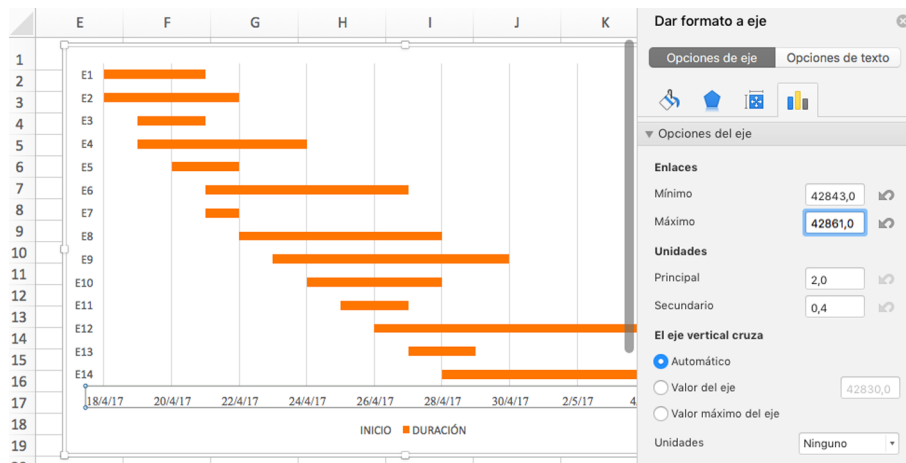 E F G H I J K
Dar formato a eje
Opciones de eje Opciones de texto
Opciones del eje
Enlaces
Mínimo 42843,0
Máximo 42861,0
Unidades
Principal 2,0
Secundario 0,4
El eje vertical cruza
Automático
Valor del eje 42830,0
Valor máximo del eje
Unidades Ninguno
1
2
3
4
5
6
7
8
9
10
11
12
13
14
15
16
17
18
19
E1
E2
E3
E4
E5
E6
E7
E8
E9
E10
E11
E12
E13
E14
18/4/17 20/4/17 22/4/17 24/4/17 26/4/17 28/4/17 30/4/17 2/5/17
INICIO DURACIÓN